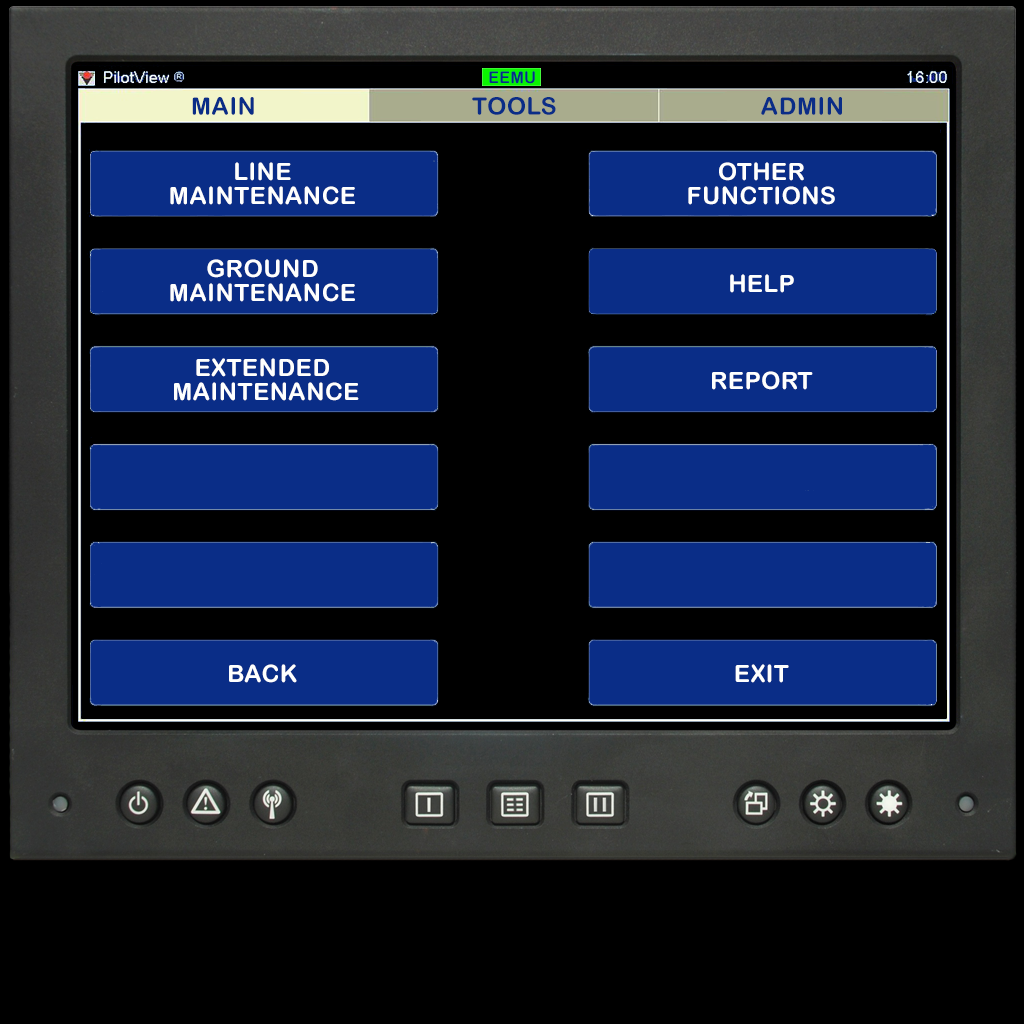 PilotView ®
EEMU
16:00
MAIN
TOOLS
ADMIN
LINE
MAINTENANCE
OTHER
FUNCTIONS
GROUND
MAINTENANCE
HELP
EXTENDED
MAINTENANCE
REPORT
BACK
EXIT